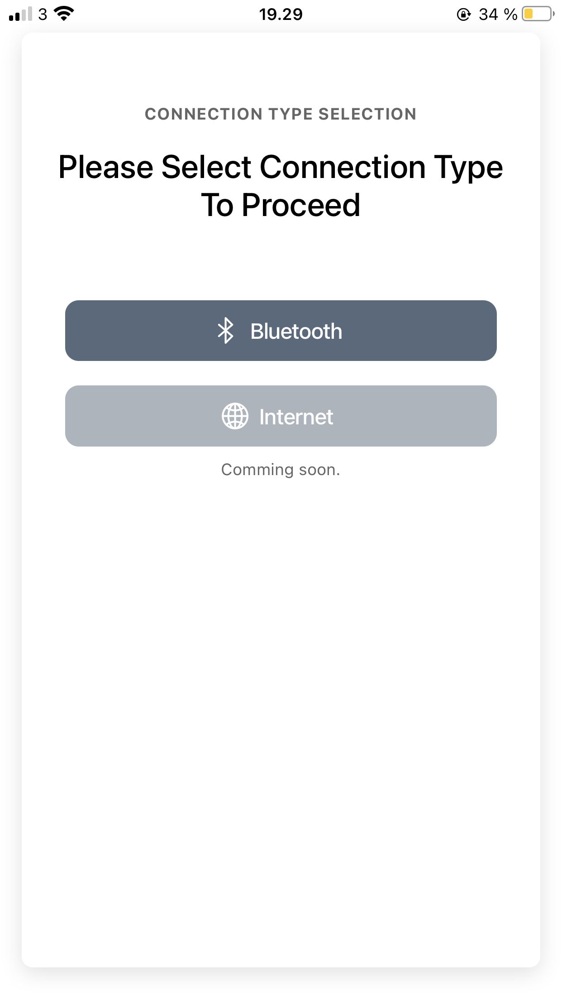 3 19.29 34 %
CONNECTION TYPE SELECTION
Please Select Connection Type
To Proceed
Bluetooth
Internet
Comming soon.